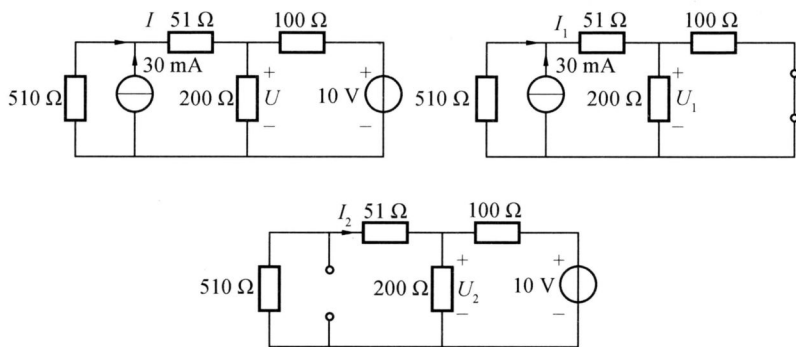 I 51 Ω 100 Ω
30 mA
510 Ω 200 Ω + U − 10 V + −
I₁ 51 Ω 100 Ω
30 mA
510 Ω 200 Ω + U₁ −
I₂ 51 Ω 100 Ω
510 Ω 200 Ω + U₂ − 10 V + −